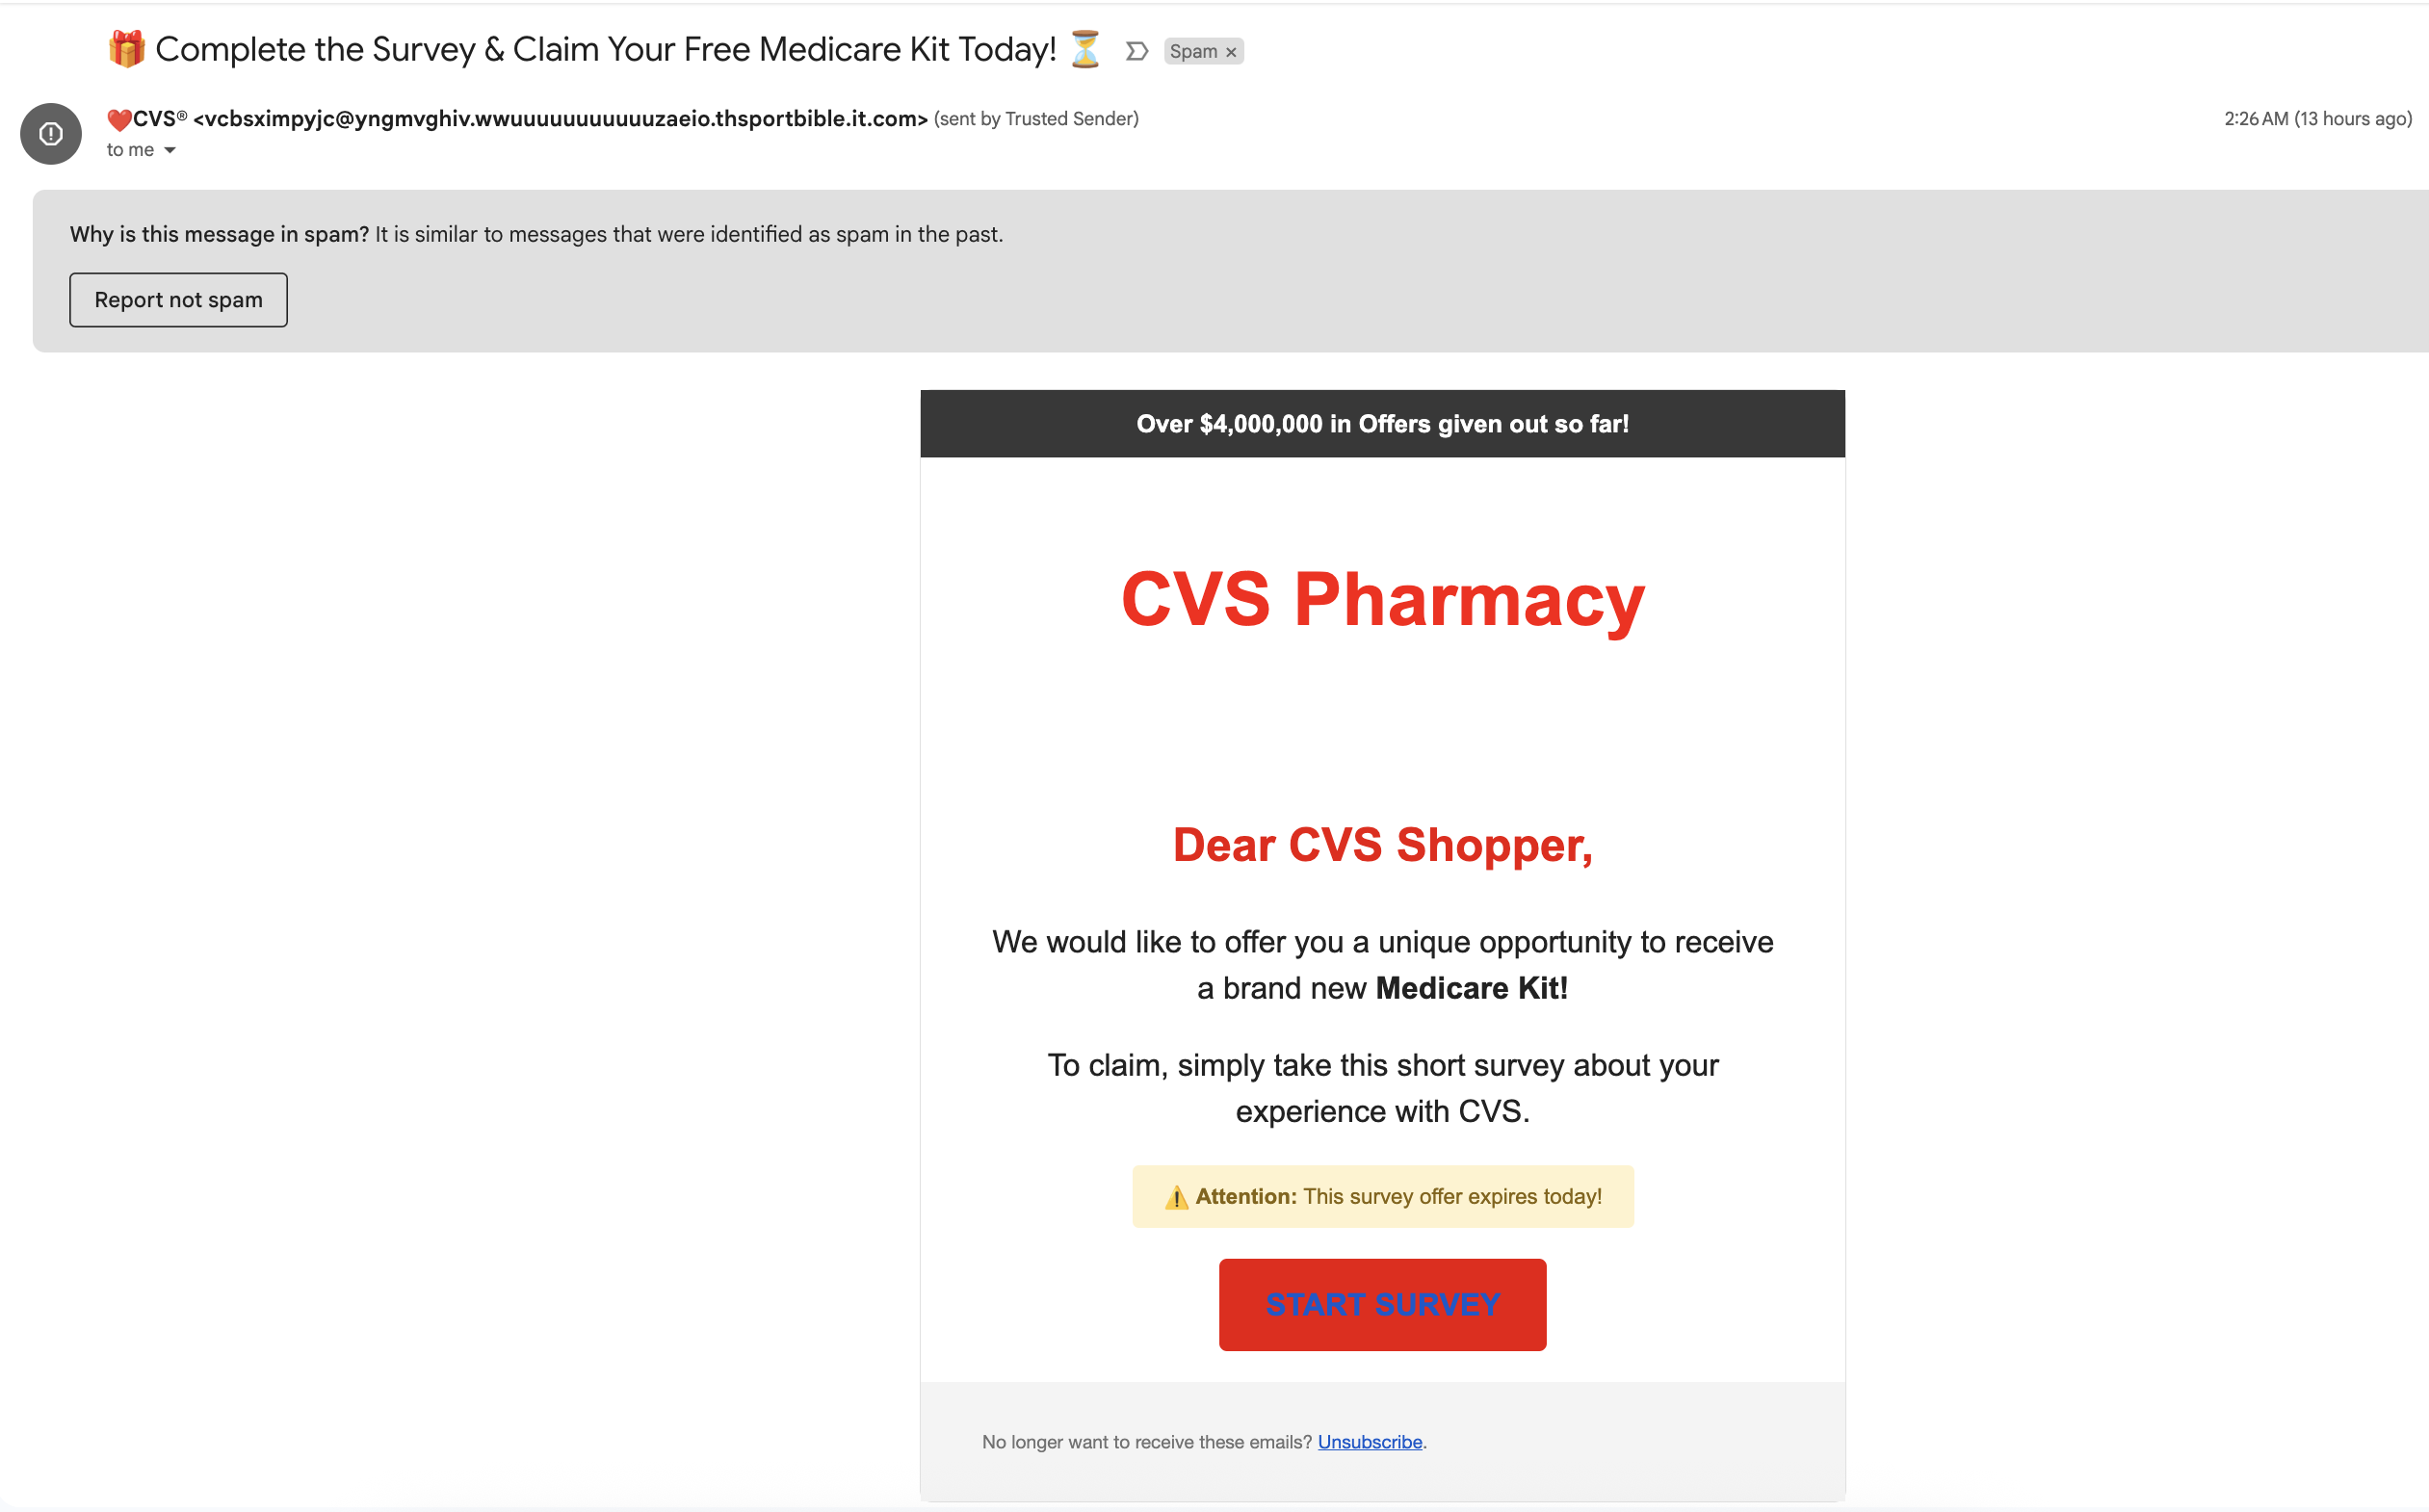 🎁 Complete the Survey & Claim Your Free Medicare Kit Today! ⏳ Spam ×
❤️CVS® <vcbsximpyjc@yngmvghiv.wwuuuuuuuuuuuzaeio.thsportbible.it.com> (sent by Trusted Sender) 2:26 AM (13 hours ago)
to me
Why is this message in spam? It is similar to messages that were identified as spam in the past.
Report not spam
Over $4,000,000 in Offers given out so far!
CVS Pharmacy
Dear CVS Shopper,
We would like to offer you a unique opportunity to receive
a brand new Medicare Kit!
To claim, simply take this short survey about your
experience with CVS.
⚠️ Attention: This survey offer expires today!
START SURVEY
No longer want to receive these emails? Unsubscribe.